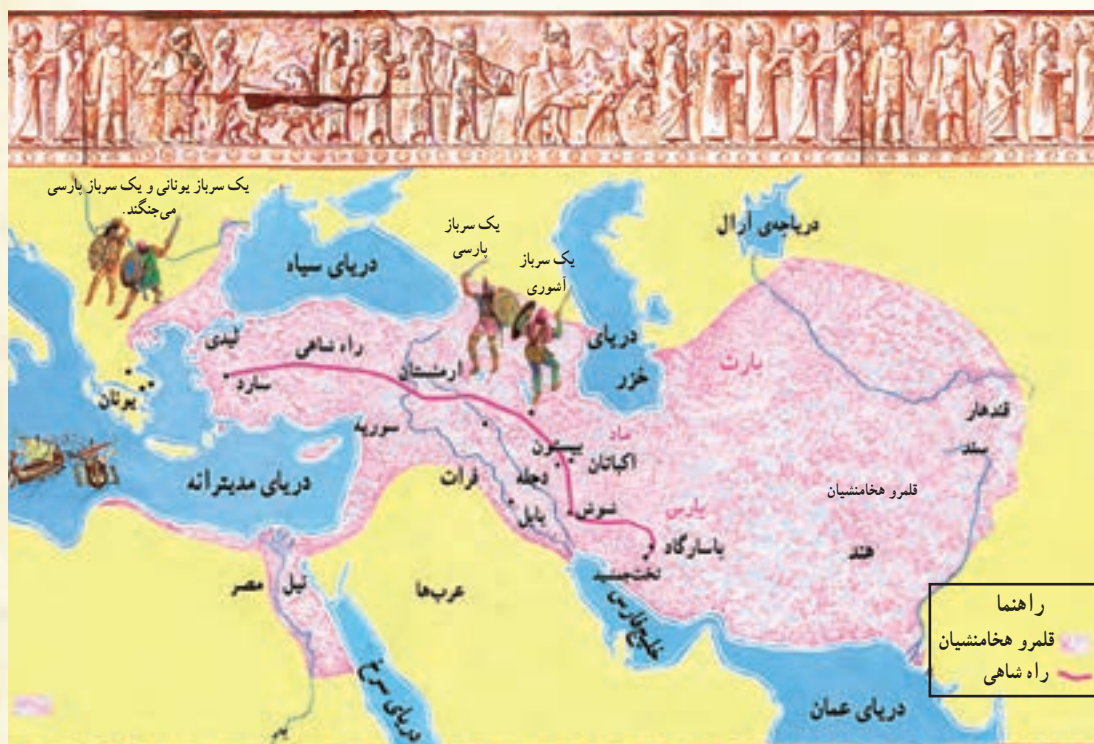 یک سرباز یونانی و یک سرباز پارسی
می‌جنگند.
دریای سیاه
یک سرباز
پارسی
یک سرباز
آشوری
دریاچه‌ی آرال
دریای
خزر
لیدی
راه شاهی
ارمنستان
سارد
یونان
پارت
قندهار
سند
سوریه
ماد
بیستون
اکباتان
دجله
فرات
بابل
شوش
پارس
پاسارگاد
تخت‌جمشید
قلمرو هخامنشیان
هند
دریای مدیترانه
نیل
مصر
عرب‌ها
خلیج‌فارس
دریای سرخ
دریای عمان
راهنما
قلمرو هخامنشیان
راه شاهی